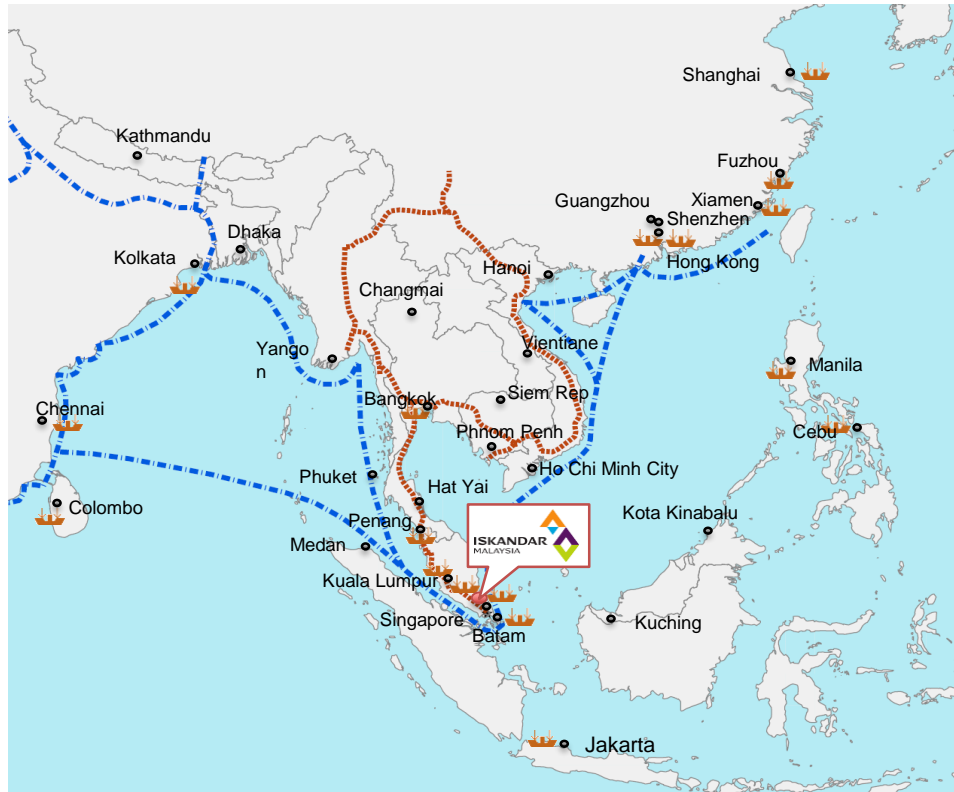 Shanghai
Kathmandu
Fuzhou
Xiamen
Guangzhou
Shenzhen
Dhaka
Kolkata
Hong Kong
Hanoi
Changmai
Yango
n
Vientiane
Manila
Siem Rep
Bangkok
Chennai
Cebu
Phnom Penh
Ho Chi Minh City
Phuket
Hat Yai
Colombo
Kota Kinabalu
Penang
ISKANDAR
MALAYSIA
Medan
Kuala Lumpur
Singapore
Kuching
Batam
Jakarta